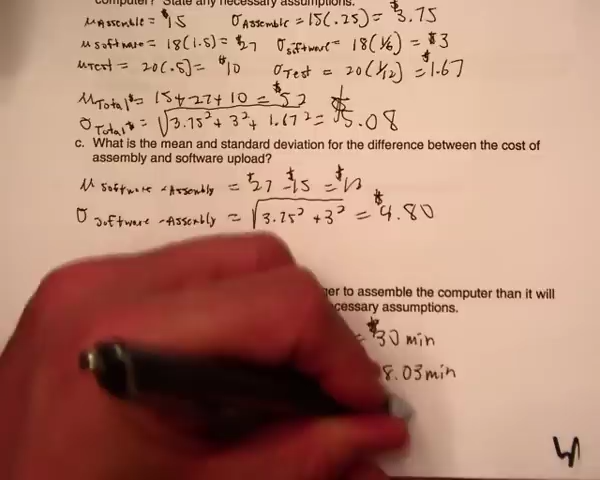 computer? State any necessary assumptions.
μAssemble = $15 σAssemble = 15(.25) = $3.75
μSoftware = 18(1.5) = $27 σSoftware = 18(1/6) = $3
μTest = 20(.5) = $10 σTest = 20(1/12) = $1.67
μTotal$ = 15+27+10 = $52
σTotal$ = √3.75²+3²+1.67² = $5.08
c. What is the mean and standard deviation for the difference between the cost of
assembly and software upload?
μSoftware-Assembly = $27-$15 = $12
σSoftware-Assembly = √3.75²+3² = $4.80
er to assemble the computer than it will
cessary assumptions.
= $30 min
8.03 min